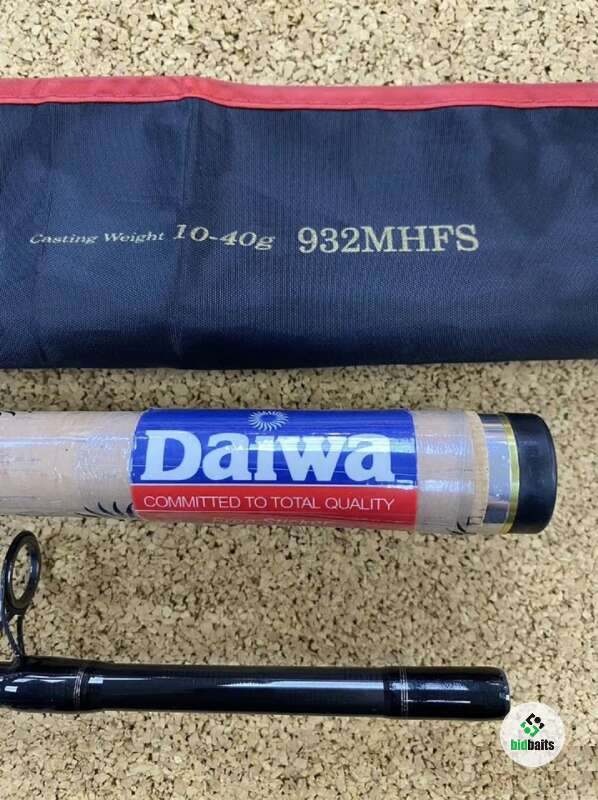 Casting Weight 10-40g 932MHFS
Daiwa
COMMITTED TO TOTAL QUALITY
bidbaits